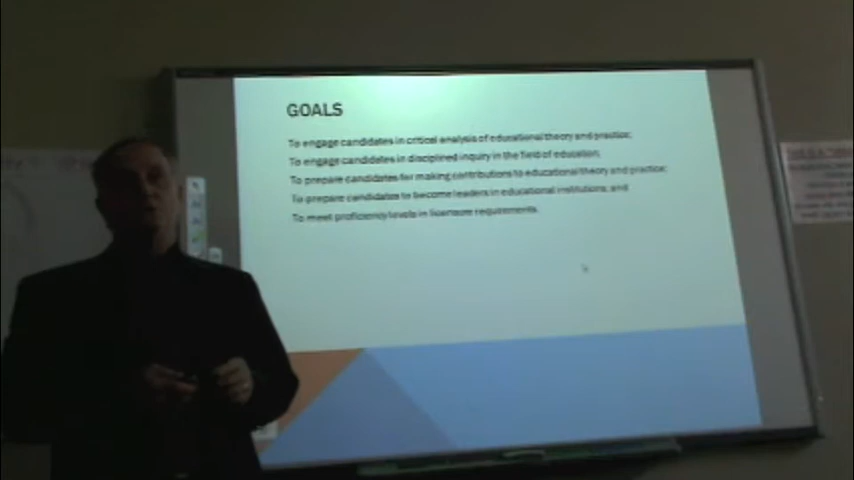 GOALS
To engage candidates in critical analysis of educational theory and practice;
To engage candidates in disciplined inquiry in the field of education;
To prepare candidates for making contributions to educational theory and practice;
To prepare candidates to become leaders in educational institutions, and
To meet proficiency levels in licensure requirements.